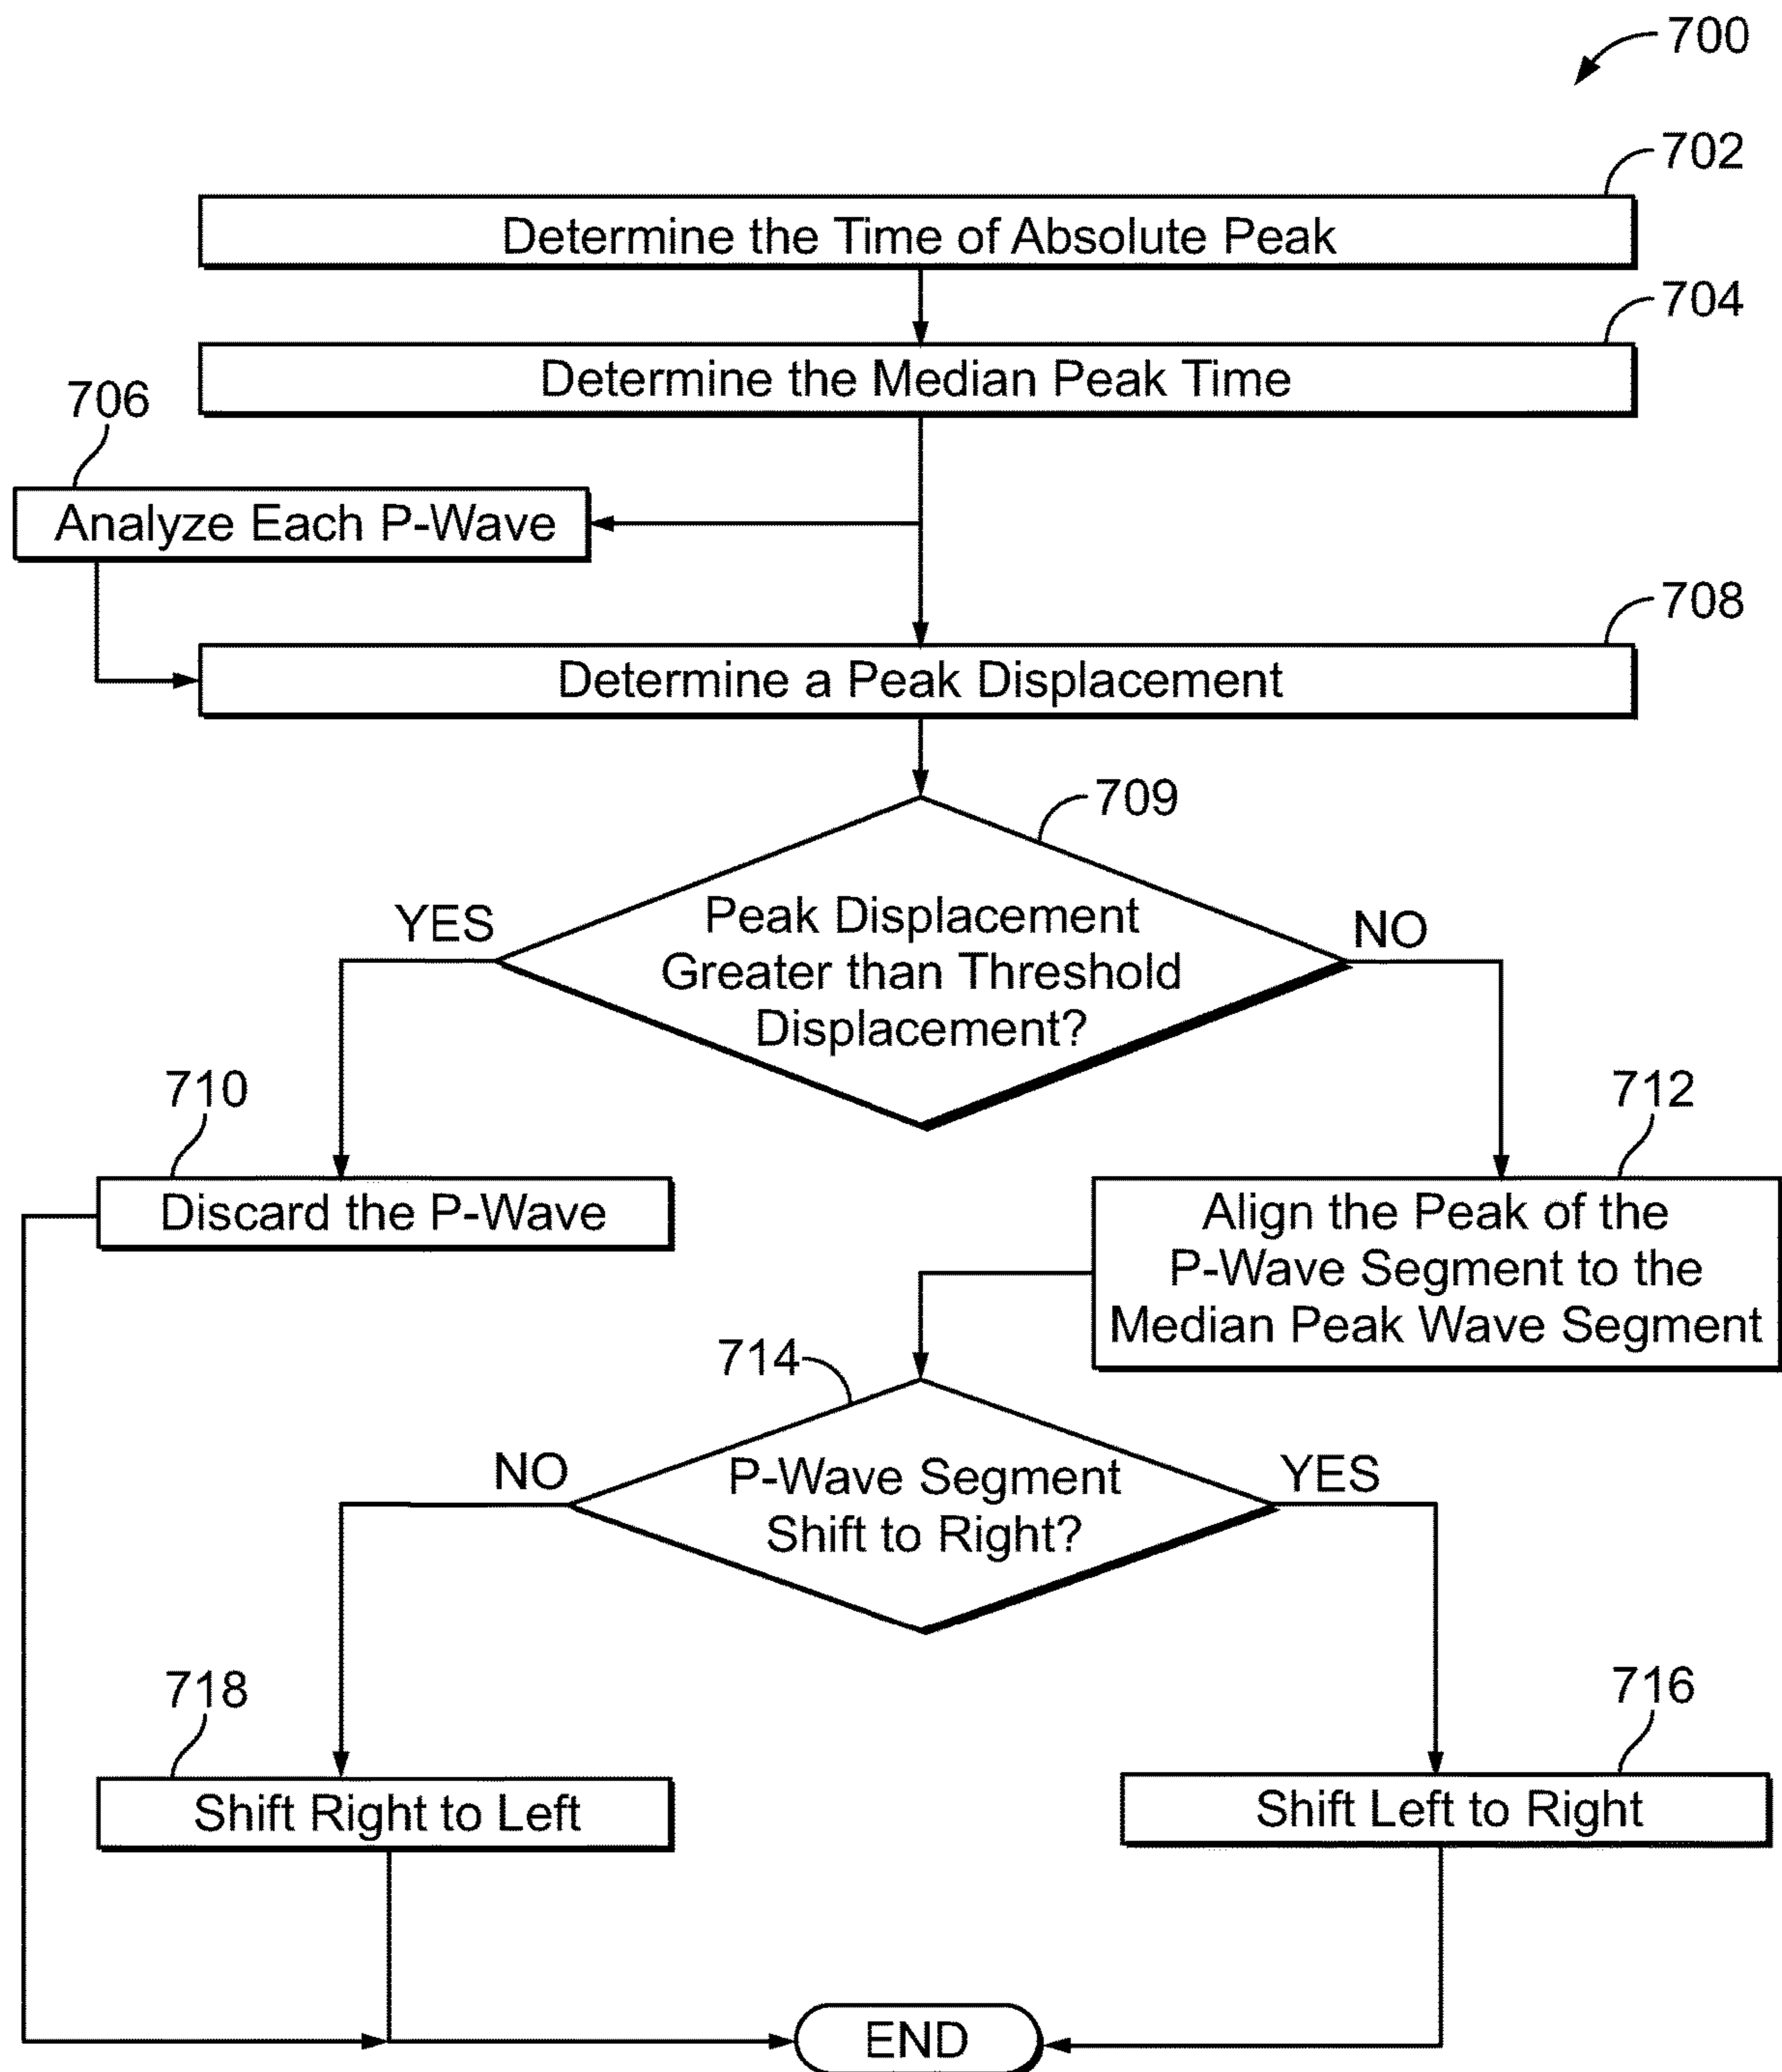 700
702
Determine the Time of Absolute Peak
704
Determine the Median Peak Time
706
Analyze Each P-Wave
708
Determine a Peak Displacement
709
Peak Displacement
Greater than Threshold
Displacement?
YES
NO
710
Discard the P-Wave
712
Align the Peak of the
P-Wave Segment to the
Median Peak Wave Segment
714
P-Wave Segment
Shift to Right?
NO
YES
718
Shift Right to Left
716
Shift Left to Right
END